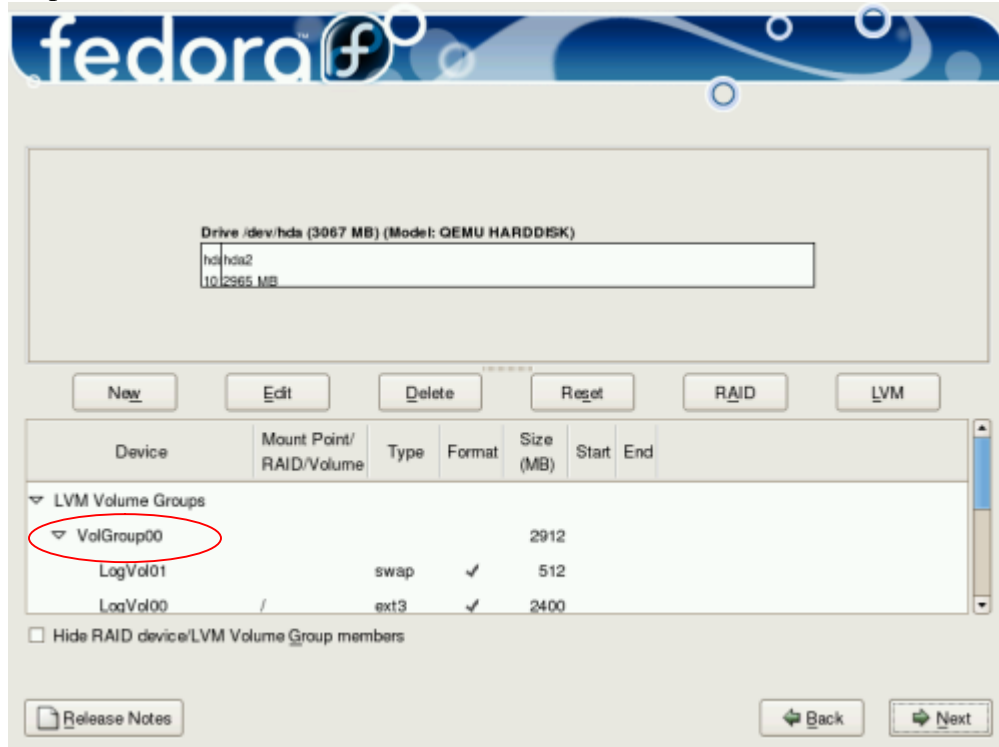 fedora™
Drive /dev/hda (3067 MB) (Model: QEMU HARDDISK)
hda2
2965 MB
New Edit Delete Reset RAID LVM
Device Mount Point/ RAID/Volume Type Format Size (MB) Start End
LVM Volume Groups
VolGroup00 2912
LogVol01 swap ✓ 512
LogVol00 / ext3 ✓ 2400
Hide RAID device/LVM Volume Group members
Release Notes Back Next